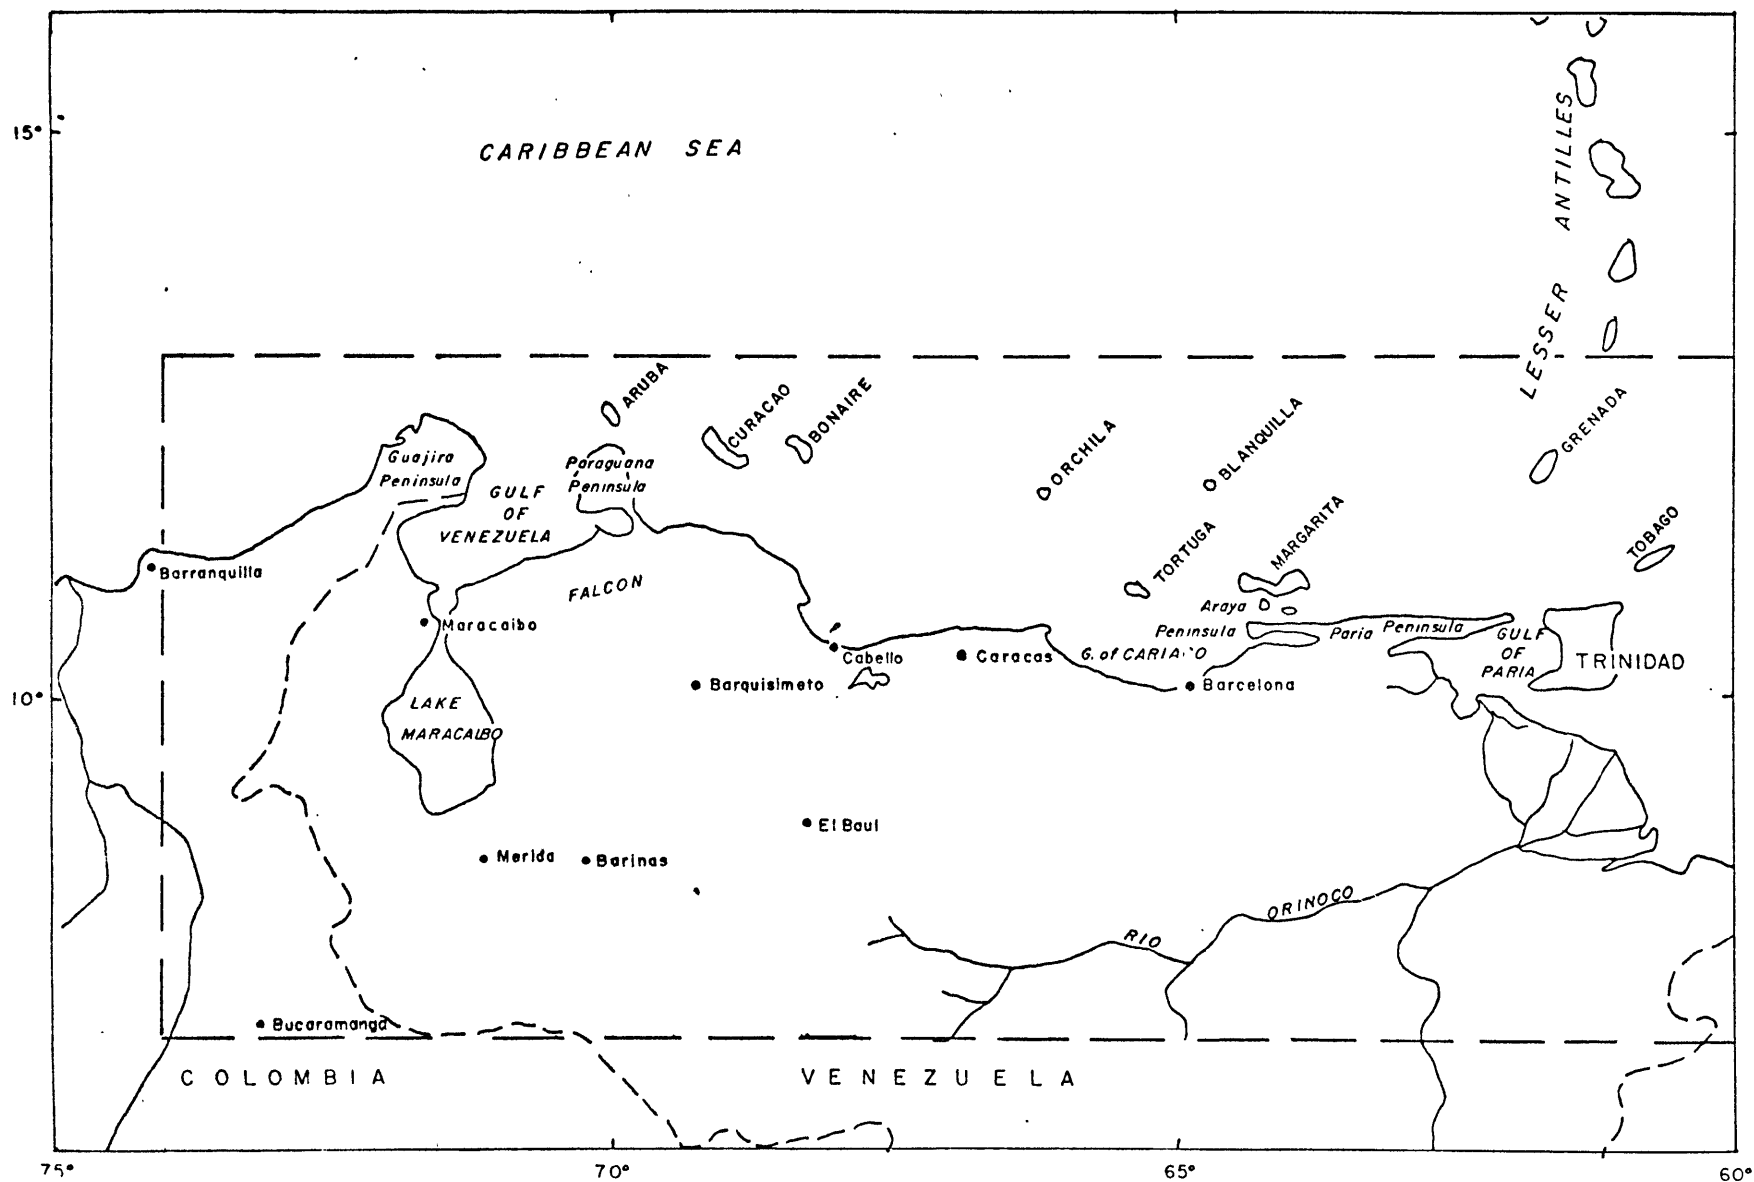 15°
CARIBBEAN SEA
LESSER ANTILLES
ARUBA
CURACAO
BONAIRE
ORCHILA
BLANQUILLA
GRENADA
Guajira
Peninsula
Paraguana
Peninsula
GULF
OF
VENEZUELA
TORTUGA
MARGARITA
TOBAGO
Barranquilla
FALCON
Araya
Peninsula
Paria Peninsula
Maracaibo
Cabello
Caracas
G. of CARIACO
GULF
OF
PARIA
TRINIDAD
10°
Barquisimeto
Barcelona
LAKE
MARACAIBO
El Baul
Merida
Barinas
RIO ORINOCO
Bucaramanga
COLOMBIA
VENEZUELA
75°
70°
65°
60°